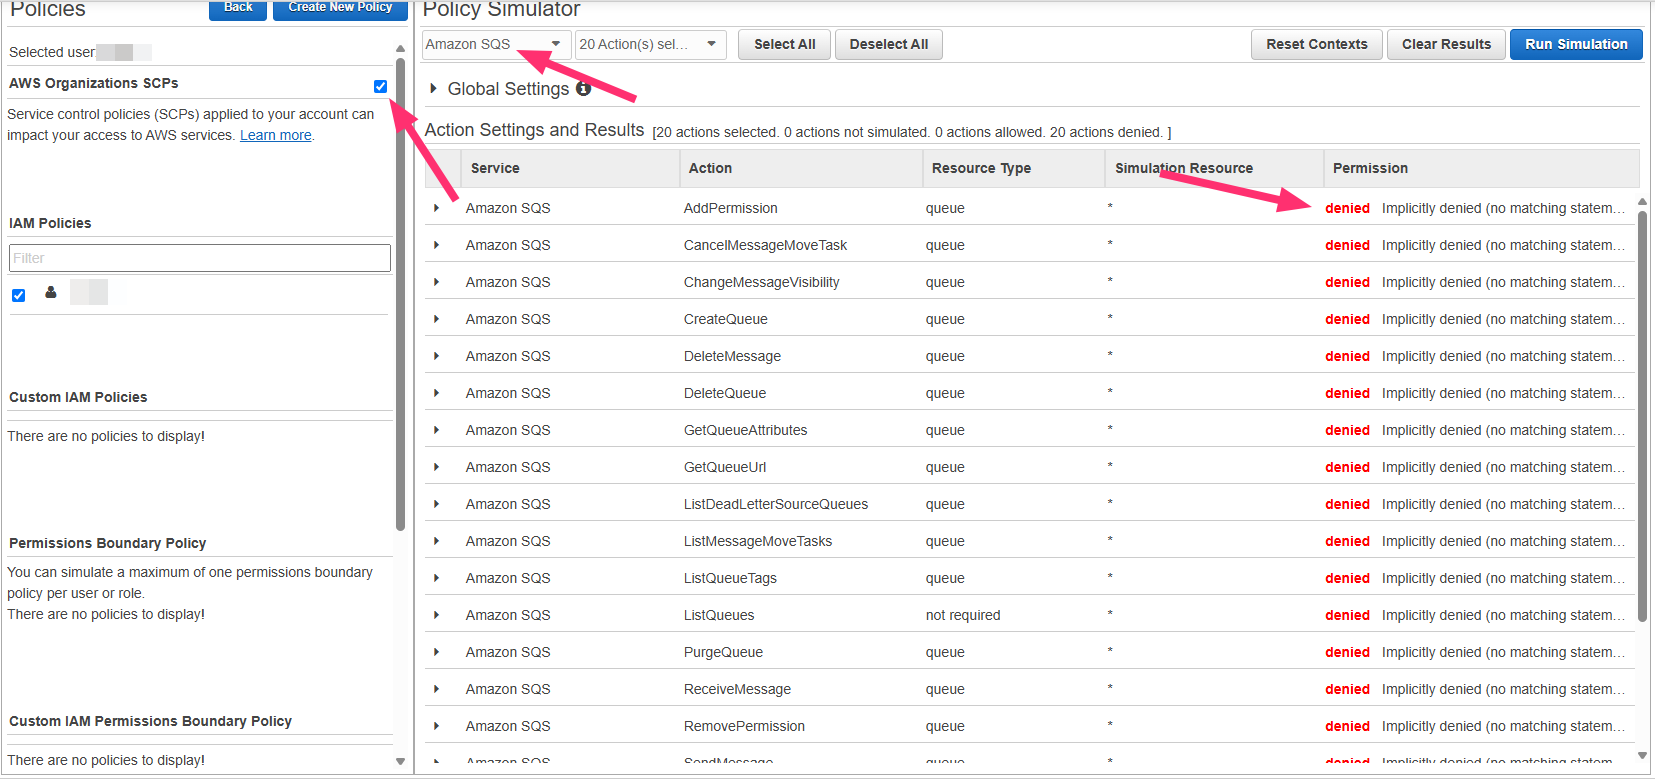 Policies
Back
Create New Policy
Selected user
AWS Organizations SCPs
Service control policies (SCPs) applied to your account can
impact your access to AWS services. Learn more.
IAM Policies
Filter
Custom IAM Policies
There are no policies to display!
Permissions Boundary Policy
You can simulate a maximum of one permissions boundary
policy per user or role.
There are no policies to display!
Custom IAM Permissions Boundary Policy
There are no policies to display!
Policy Simulator
Amazon SQS 20 Action(s) sel... Select All Deselect All Reset Contexts Clear Results Run Simulation
Global Settings
Action Settings and Results [20 actions selected. 0 actions not simulated. 0 actions allowed. 20 actions denied. ]
Service Action Resource Type Simulation Resource Permission
Amazon SQS AddPermission queue * denied Implicitly denied (no matching statem...
Amazon SQS CancelMessageMoveTask queue * denied Implicitly denied (no matching statem...
Amazon SQS ChangeMessageVisibility queue * denied Implicitly denied (no matching statem...
Amazon SQS CreateQueue queue * denied Implicitly denied (no matching statem...
Amazon SQS DeleteMessage queue * denied Implicitly denied (no matching statem...
Amazon SQS DeleteQueue queue * denied Implicitly denied (no matching statem...
Amazon SQS GetQueueAttributes queue * denied Implicitly denied (no matching statem...
Amazon SQS GetQueueUrl queue * denied Implicitly denied (no matching statem...
Amazon SQS ListDeadLetterSourceQueues queue * denied Implicitly denied (no matching statem...
Amazon SQS ListMessageMoveTasks queue * denied Implicitly denied (no matching statem...
Amazon SQS ListQueueTags queue * denied Implicitly denied (no matching statem...
Amazon SQS ListQueues not required * denied Implicitly denied (no matching statem...
Amazon SQS PurgeQueue queue * denied Implicitly denied (no matching statem...
Amazon SQS ReceiveMessage queue * denied Implicitly denied (no matching statem...
Amazon SQS RemovePermission queue * denied Implicitly denied (no matching statem...
Amazon SQS SendMessage queue * denied Implicitly denied (no matching statem...